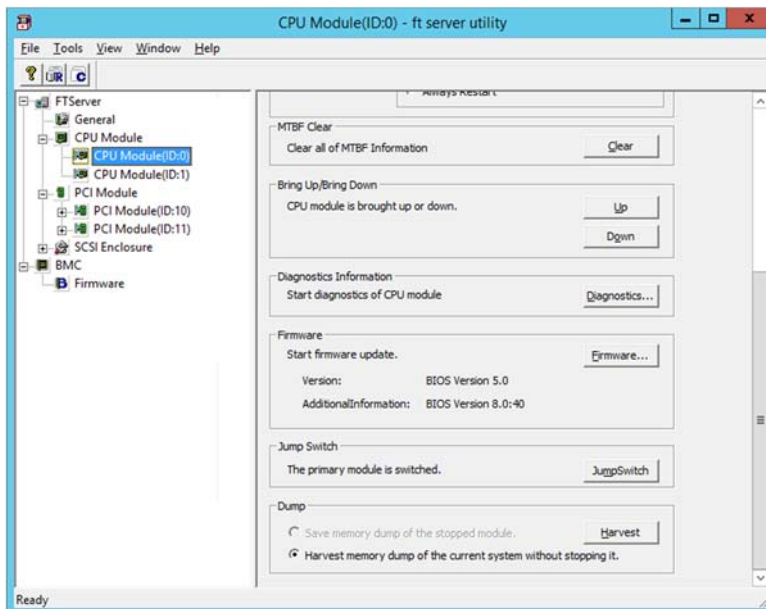 CPU Module(ID:0) - ft server utility
File Tools View Window Help
FTServer
General
CPU Module
CPU Module(ID:0)
CPU Module(ID:1)
PCI Module
PCI Module(ID:10)
PCI Module(ID:11)
SCSI Enclosure
BMC
Firmware
Always Restart
MTBF Clear
Clear all of MTBF Information
Clear
Bring Up/Bring Down
CPU module is brought up or down.
Up
Down
Diagnostics Information
Start diagnostics of CPU module
Diagnostics...
Firmware
Start firmware update.
Firmware...
Version: BIOS Version 5.0
AdditionalInformation: BIOS Version 8.0:40
Jump Switch
The primary module is switched.
JumpSwitch
Dump
Save memory dump of the stopped module.
Harvest
Harvest memory dump of the current system without stopping it.
Ready